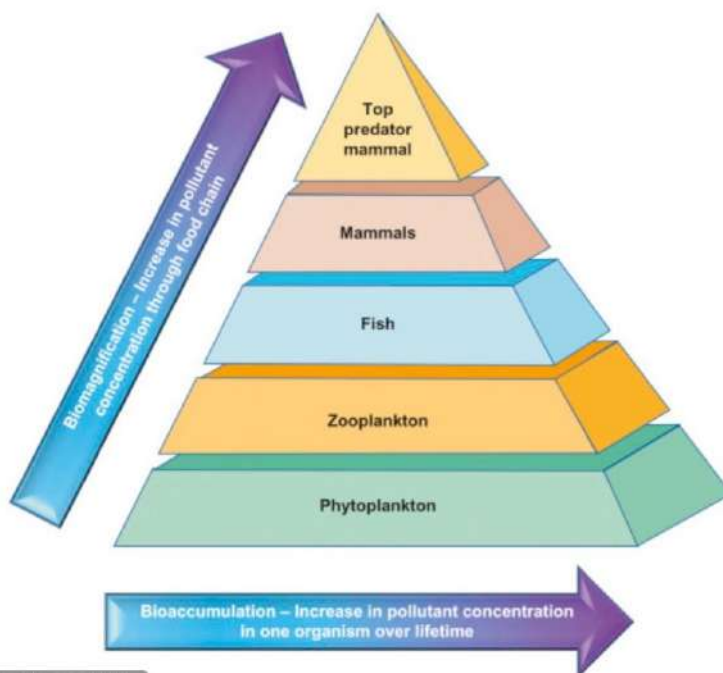 Top
predator
mammal
Mammals
Fish
Zooplankton
Phytoplankton
Biomagnification – Increase in pollutant
concentration through food chain
Bioaccumulation – Increase in pollutant concentration
In one organism over lifetime